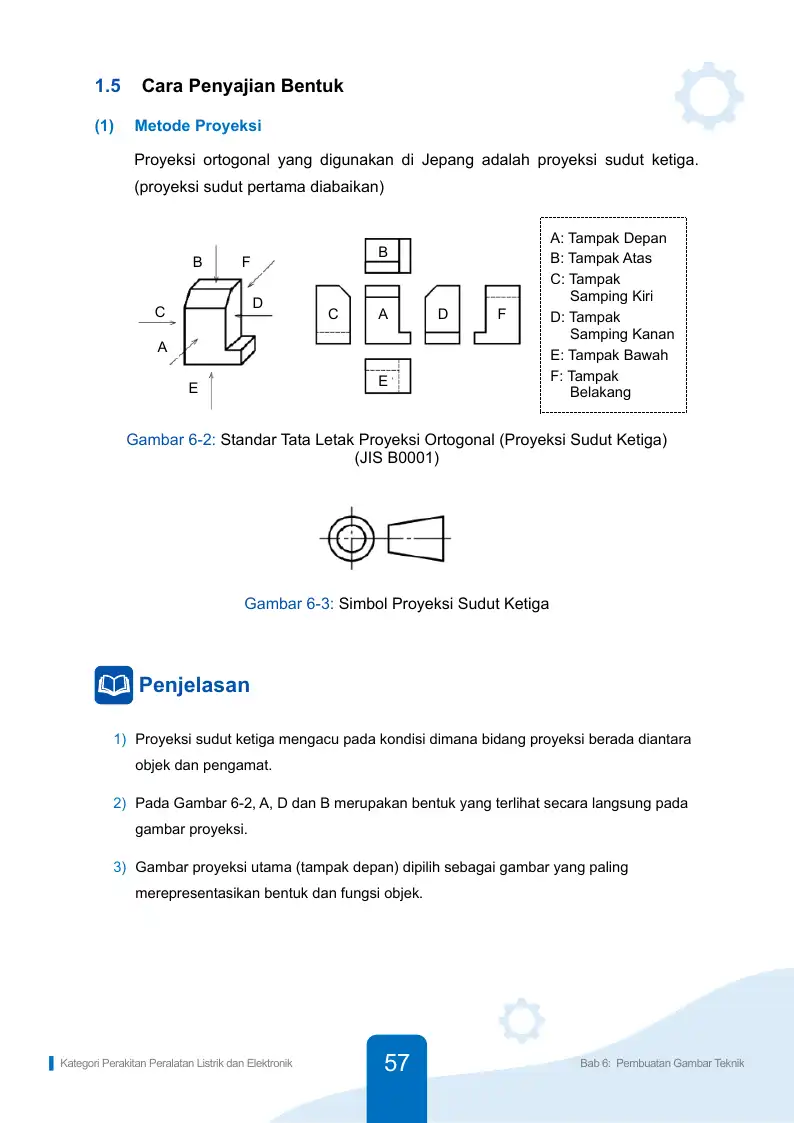 1.5 Cara Penyajian Bentuk
(1) Metode Proyeksi
Proyeksi ortogonal yang digunakan di Jepang adalah proyeksi sudut ketiga.
(proyeksi sudut pertama diabaikan)
B F
C D
A
E
B
C A D F
E
A: Tampak Depan
B: Tampak Atas
C: Tampak
Samping Kiri
D: Tampak
Samping Kanan
E: Tampak Bawah
F: Tampak
Belakang
Gambar 6-2: Standar Tata Letak Proyeksi Ortogonal (Proyeksi Sudut Ketiga)
(JIS B0001)
Gambar 6-3: Simbol Proyeksi Sudut Ketiga
Penjelasan
1) Proyeksi sudut ketiga mengacu pada kondisi dimana bidang proyeksi berada diantara
objek dan pengamat.
2) Pada Gambar 6-2, A, D dan B merupakan bentuk yang terlihat secara langsung pada
gambar proyeksi.
3) Gambar proyeksi utama (tampak depan) dipilih sebagai gambar yang paling
merepresentasikan bentuk dan fungsi objek.
Kategori Perakitan Peralatan Listrik dan Elektronik
57
Bab 6: Pembuatan Gambar Teknik